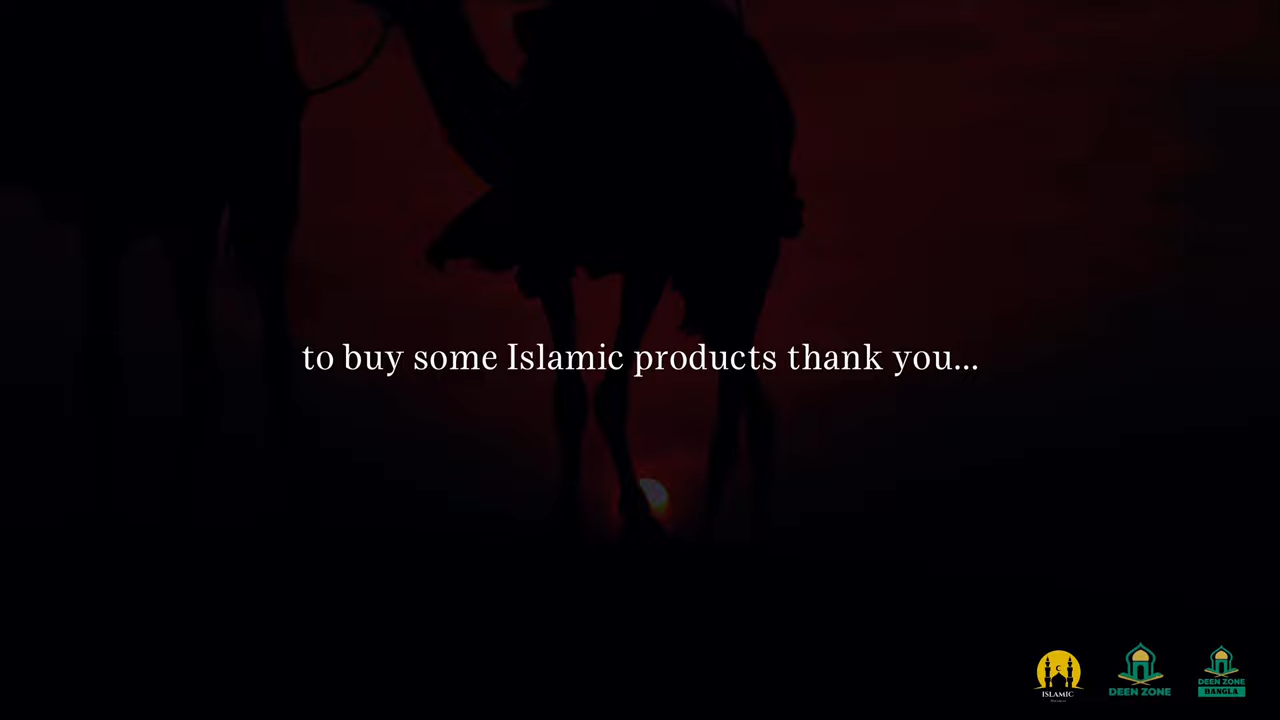 to buy some Islamic products thank you...
ISLAMIC
DEEN ZONE
DEEN ZONE
BANGLA